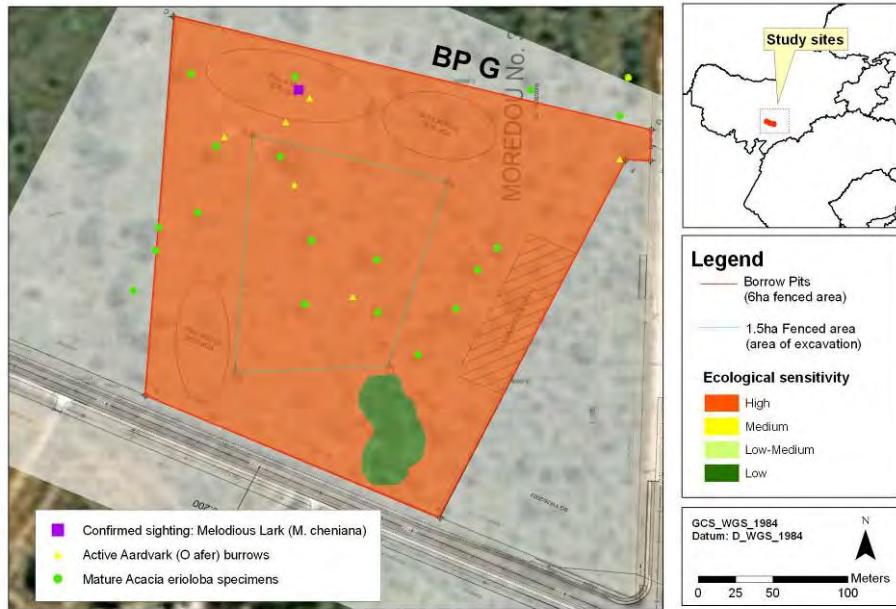 BP G
MOREDOU No. 3
Confirmed sighting: Melodious Lark (M. cheniana)
Active Aardvark (O afer) burrows
Mature Acacia erioloba specimens
Study sites
Legend
Borrow Pits
(6ha fenced area)
1.5ha Fenced area
(area of excavation)
Ecological sensitivity
High
Medium
Low-Medium
Low
GCS_WGS_1984
Datum: D_WGS_1984
N
Meters
0 25 50 100